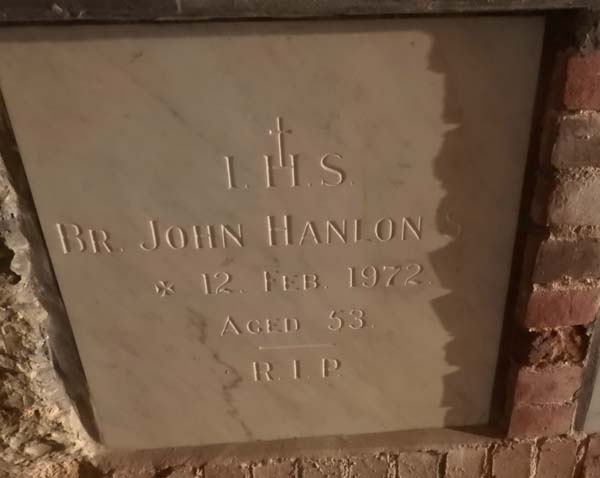 I.H.S.
BR. JOHN HANLON S
✠ 12. FEB. 1972.
AGED 53.
R.I.P.